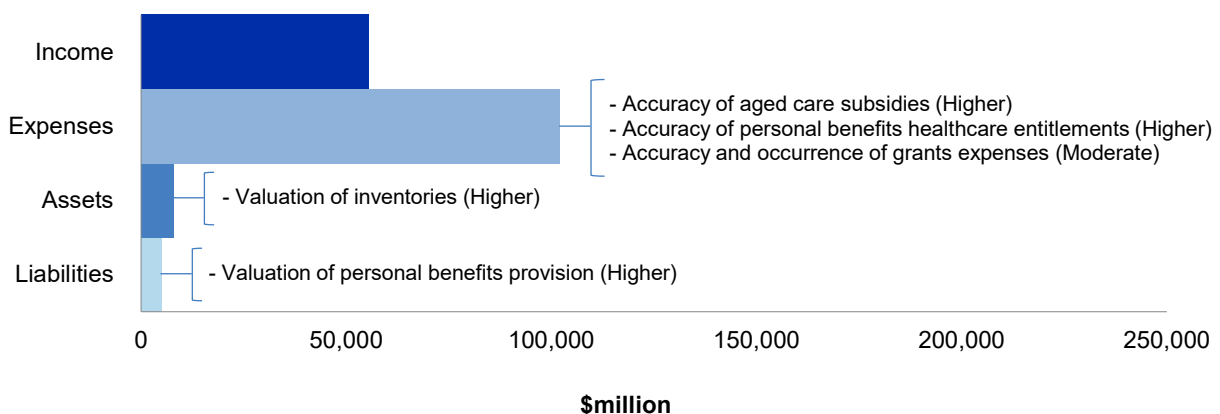 Income
Expenses
- Accuracy of aged care subsidies (Higher)
- Accuracy of personal benefits healthcare entitlements (Higher)
- Accuracy and occurrence of grants expenses (Moderate)
Assets
- Valuation of inventories (Higher)
Liabilities
- Valuation of personal benefits provision (Higher)
0 50,000 100,000 150,000 200,000 250,000
$million